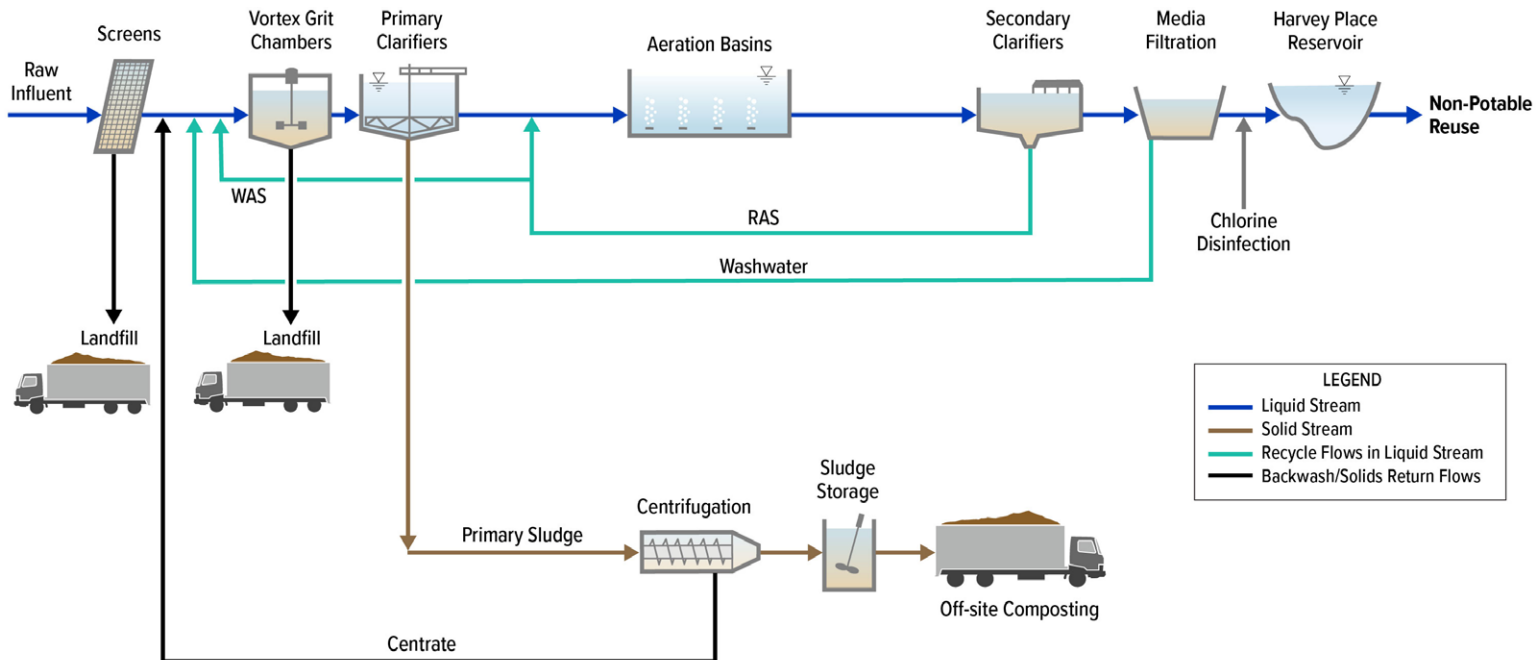 Screens
Vortex Grit
Chambers
Primary
Clarifiers
Aeration Basins
Secondary
Clarifiers
Media
Filtration
Harvey Place
Reservoir
Raw
Influent
Non-Potable
Reuse
WAS
RAS
Chlorine
Disinfection
Washwater
Landfill
Landfill
LEGEND
Liquid Stream
Solid Stream
Recycle Flows in Liquid Stream
Backwash/Solids Return Flows
Primary Sludge
Centrifugation
Sludge
Storage
Off-site Composting
Centrate